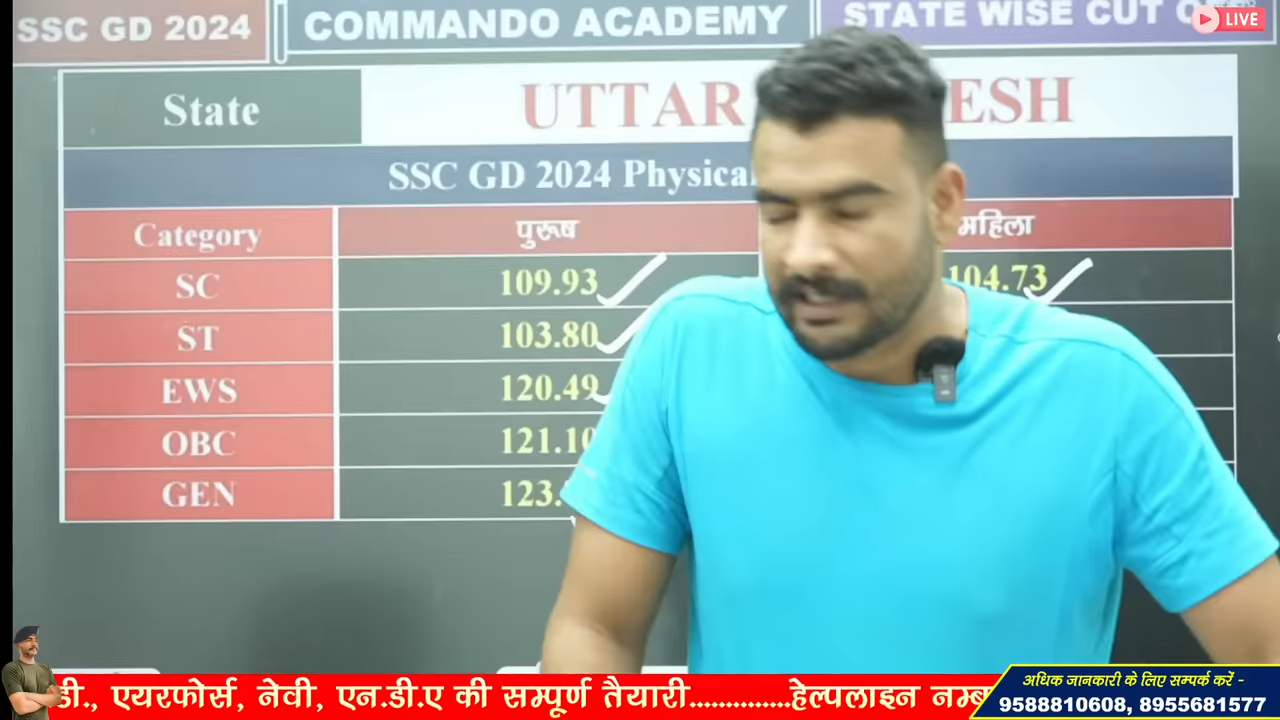 SSC GD 2024
COMMANDO ACADEMY
STATE WISE CUT
LIVE
State
UTTAR
ESH
SSC GD 2024 Physical
Category पुरूष महिला
SC 109.93 104.73
ST 103.80
EWS 120.49
OBC 121.10
GEN 123.
डी., एयरफोर्स, नेवी, एन.डी.ए की सम्पूर्ण तैयारी...............हेल्पलाइन
अधिक जानकारी के लिए सम्पर्क करें -
9588810608, 8955681577